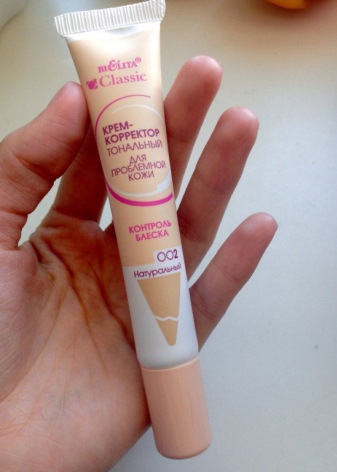 BIELITA®
Classic
КРЕМ-
КОРРЕКТОР
ТОНАЛЬНЫЙ
ДЛЯ
ПРОБЛЕМНОЙ
КОЖИ
КОНТРОЛЬ
БЛЕСКА
002
Натуральный